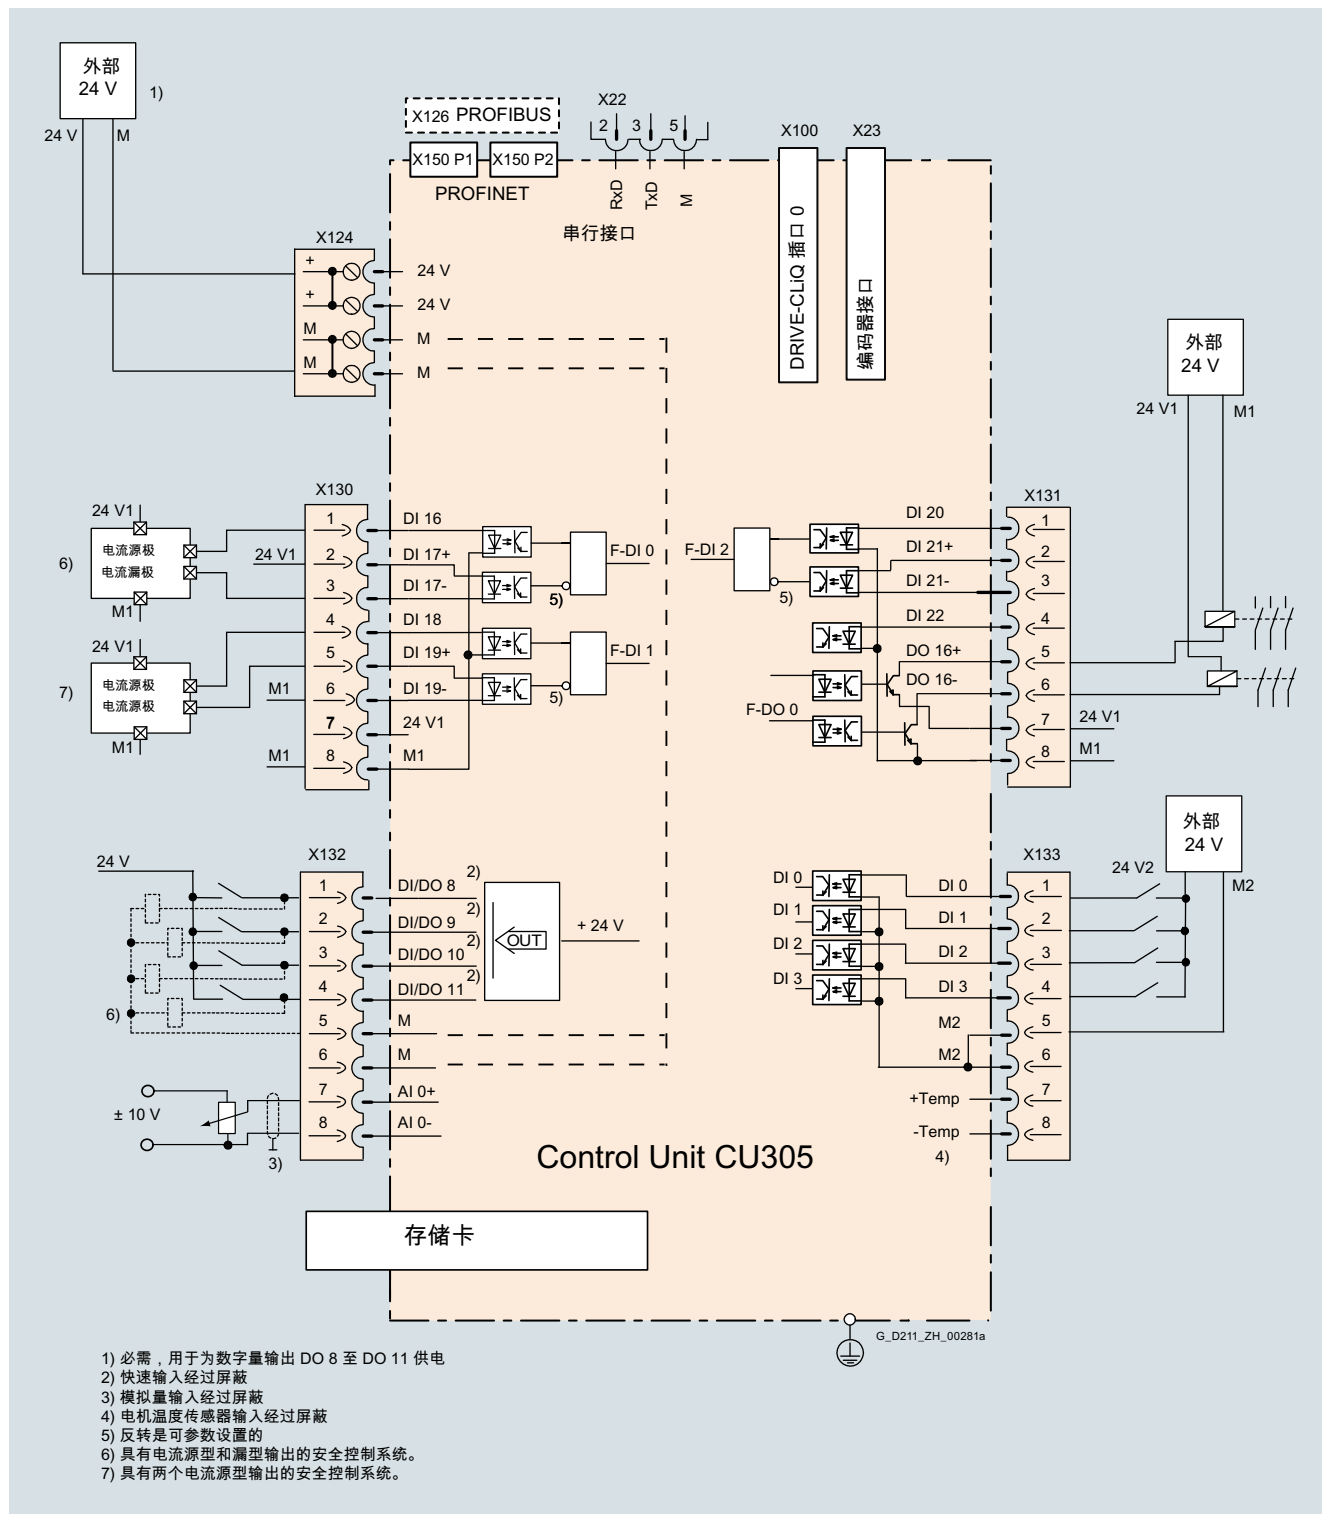 外部
24 V
1)
24 V
M
X126 PROFIBUS
X150 P1
X150 P2
PROFINET
X22
2
3
5
RxD
TxD
M
串行接口
X100
DRIVE-CLiQ 插口 0
X23
编码器接口
X124
+
24 V
+
24 V
M
M
M
M
外部
24 V
24 V1
M1
X130
24 V1
电流源极
电流漏极
6)
M1
24 V1
1
DI 16
2
DI 17+
3
DI 17-
F-DI 0
5)
24 V1
电流源极
电流源极
7)
M1
M1
M1
4
DI 18
5
DI 19+
6
DI 19-
7
24 V1
8
M1
F-DI 1
5)
X131
F-DI 2
5)
DI 20
1
DI 21+
2
DI 21-
3
DI 22
4
DO 16+
5
DO 16-
6
F-DO 0
7
24 V1
8
M1
X132
24 V
6)
1
DI/DO 8
2)
2
DI/DO 9
2)
3
DI/DO 10
2)
4
DI/DO 11
2)
OUT
+ 24 V
5
M
6
M
7
AI 0+
8
AI 0-
± 10 V
3)
外部
24 V
24 V2
M2
X133
DI 0
DI 0
1
DI 1
DI 1
2
DI 2
DI 2
3
DI 3
DI 3
4
M2
5
M2
6
+Temp
7
-Temp
8
4)
Control Unit CU305
存储卡
G_D211_ZH_00281a
1) 必需，用于为数字量输出 DO 8 至 DO 11 供电
2) 快速输入经过屏蔽
3) 模拟量输入经过屏蔽
4) 电机温度传感器输入经过屏蔽
5) 反转是可参数设置的
6) 具有电流源型和漏型输出的安全控制系统。
7) 具有两个电流源型输出的安全控制系统。